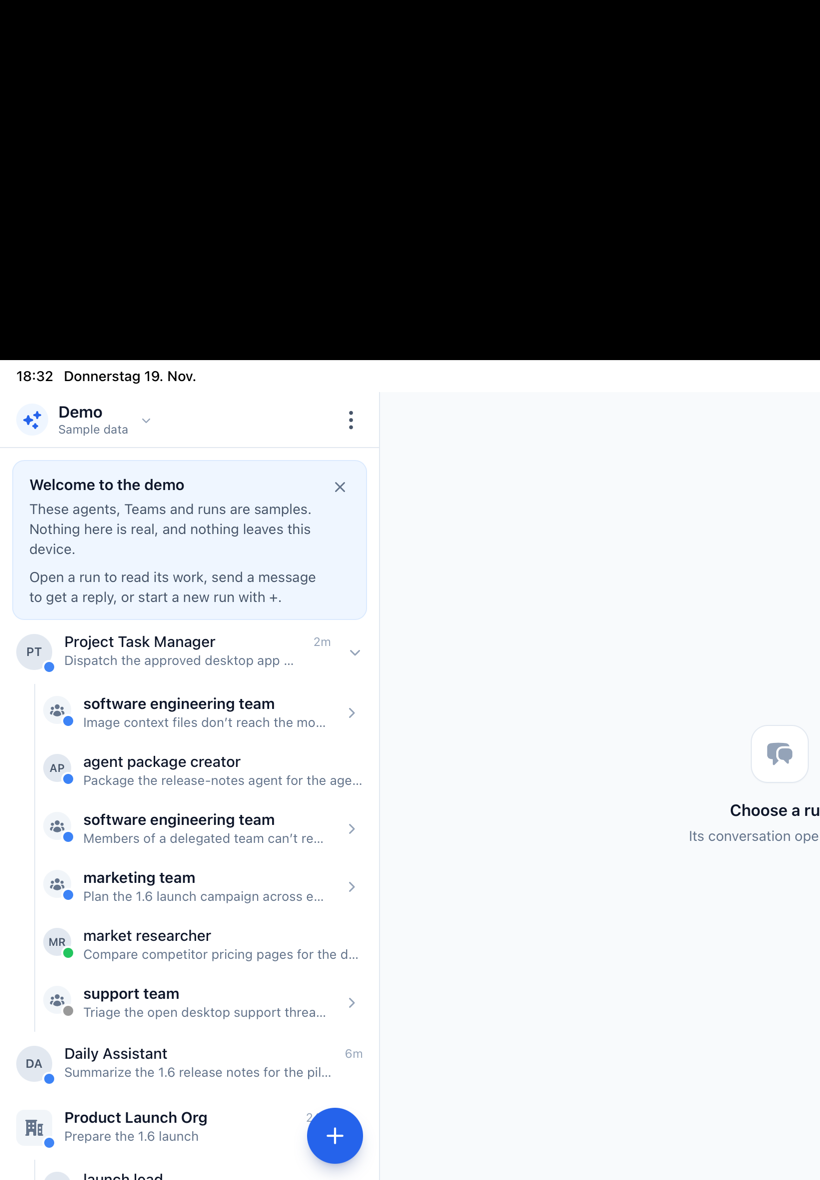 18:32 Donnerstag 19. Nov.
Demo
Sample data
Welcome to the demo
These agents, Teams and runs are samples.
Nothing here is real, and nothing leaves this
device.
Open a run to read its work, send a message
to get a reply, or start a new run with +.
PT
Project Task Manager
2m
Dispatch the approved desktop app ...
software engineering team
Image context files don’t reach the mo...
AP
agent package creator
Package the release-notes agent for the age...
software engineering team
Members of a delegated team can’t re...
marketing team
Plan the 1.6 launch campaign across e...
MR
market researcher
Compare competitor pricing pages for the d...
support team
Triage the open desktop support threa...
DA
Daily Assistant
6m
Summarize the 1.6 release notes for the pil...
Product Launch Org
Prepare the 1.6 launch
launch lead
Choose a ru
Its conversation ope